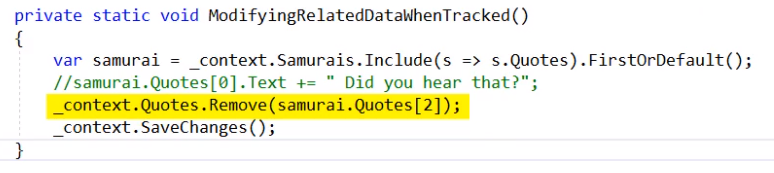 private static void ModifyingRelatedDataWhenTracked()
{
    var samurai = _context.Samurais.Include(s => s.Quotes).FirstOrDefault();
    //samurai.Quotes[0].Text += " Did you hear that?";
    _context.Quotes.Remove(samurai.Quotes[2]);
    _context.SaveChanges();
}